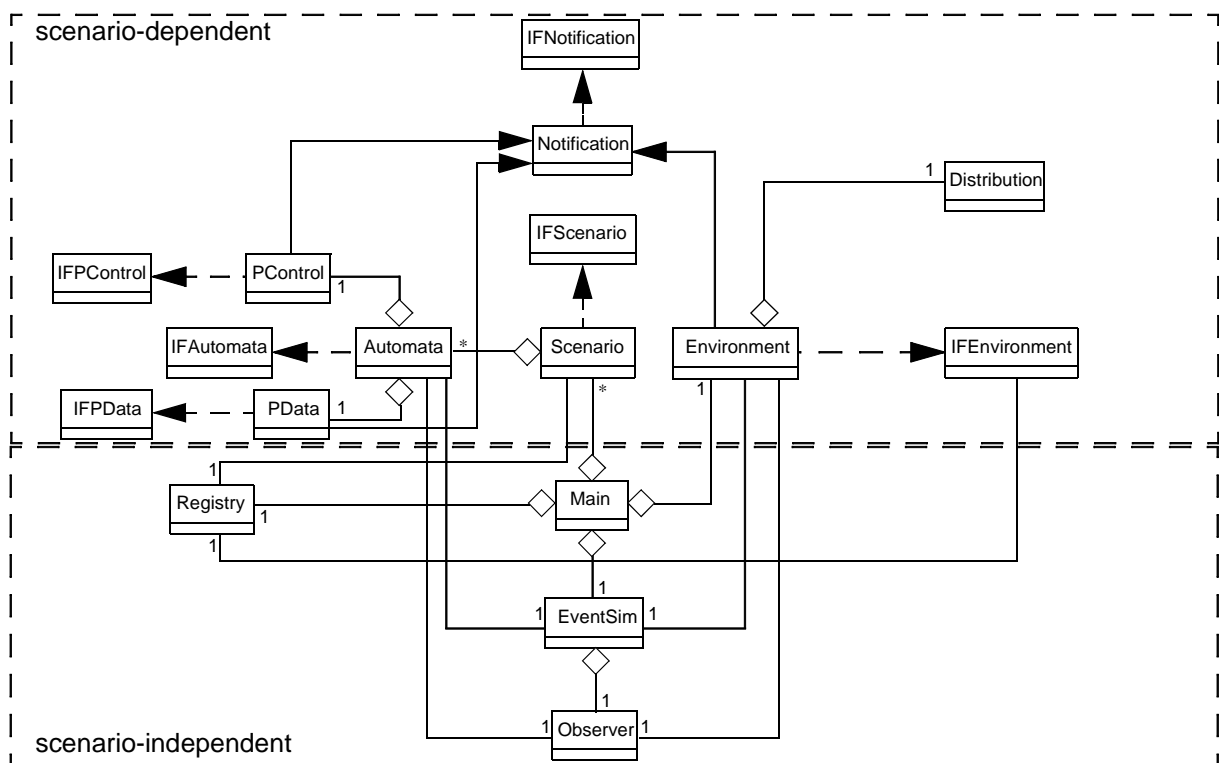 scenario-dependent
IFNotification
Notification
1
Distribution
IFScenario
IFPControl
PControl
1
IFAutomata
Automata
*
Scenario
Environment
IFEnvironment
*
1
IFPData
PData
1
1
Registry
1
Main
1
1
1
EventSim
1
1
1
Observer
1
scenario-independent